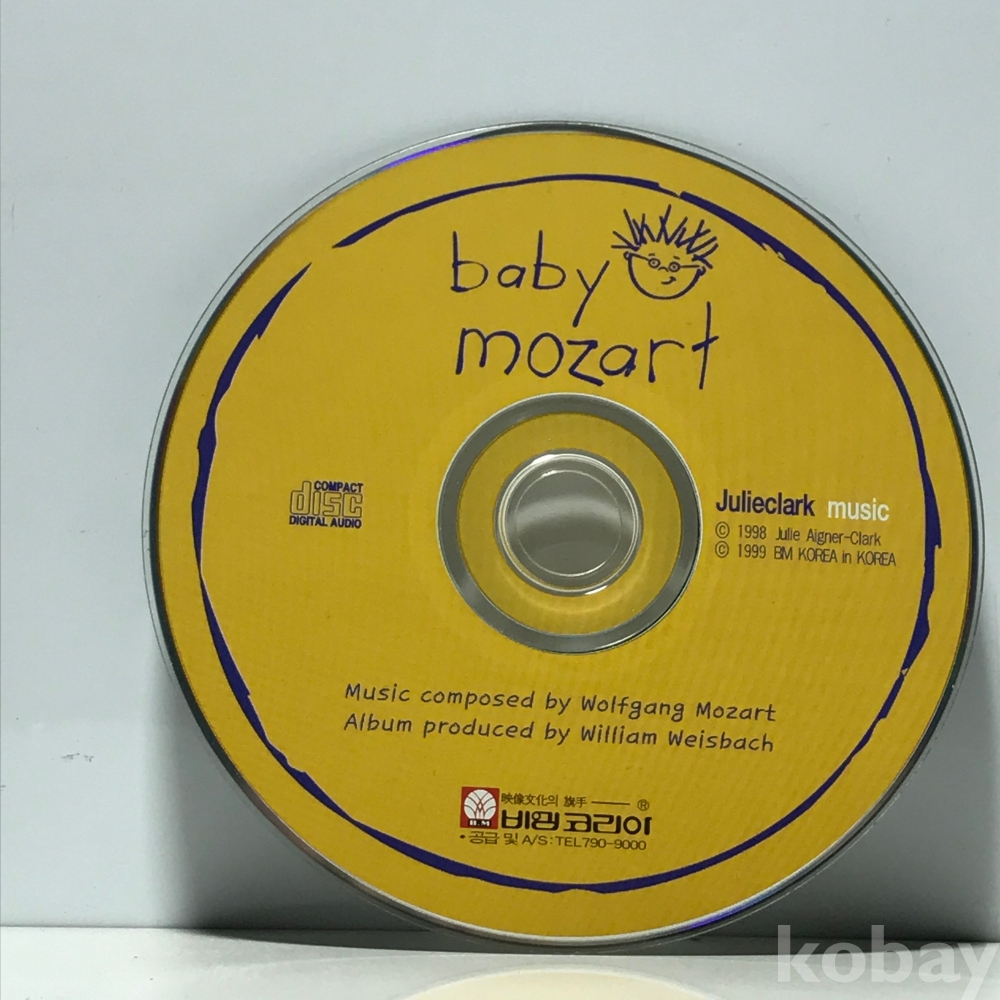 baby
mozart
COMPACT
disc
DIGITAL AUDIO
Julieclark music
© 1998 Julie Aigner-Clark
© 1999 BM KOREA in KOREA
Music composed by Wolfgang Mozart
Album produced by William Weisbach
映像文化의 旗手 ®
B.M 비엠코리아
• 공급 및 A/S : TEL790-9000
kobay